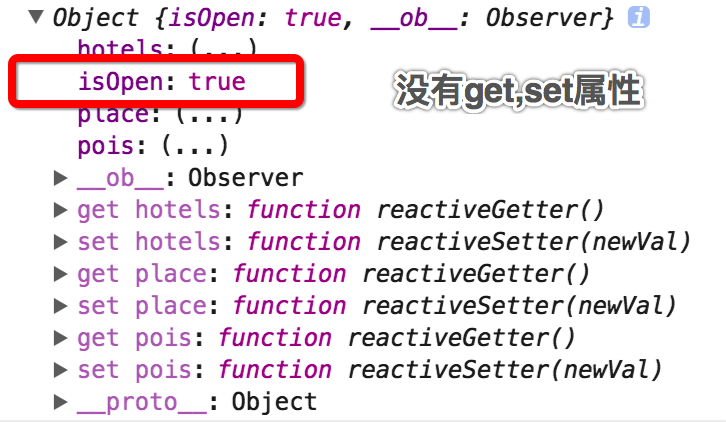 ▼ Object {isOpen: true, __ob__: Observer} i
hotels: (...)
isOpen: true
没有get,set属性
place: (...)
pois: (...)
▶ __ob__: Observer
▶ get hotels: function reactiveGetter()
▶ set hotels: function reactiveSetter(newVal)
▶ get place: function reactiveGetter()
▶ set place: function reactiveSetter(newVal)
▶ get pois: function reactiveGetter()
▶ set pois: function reactiveSetter(newVal)
▶ __proto__: Object